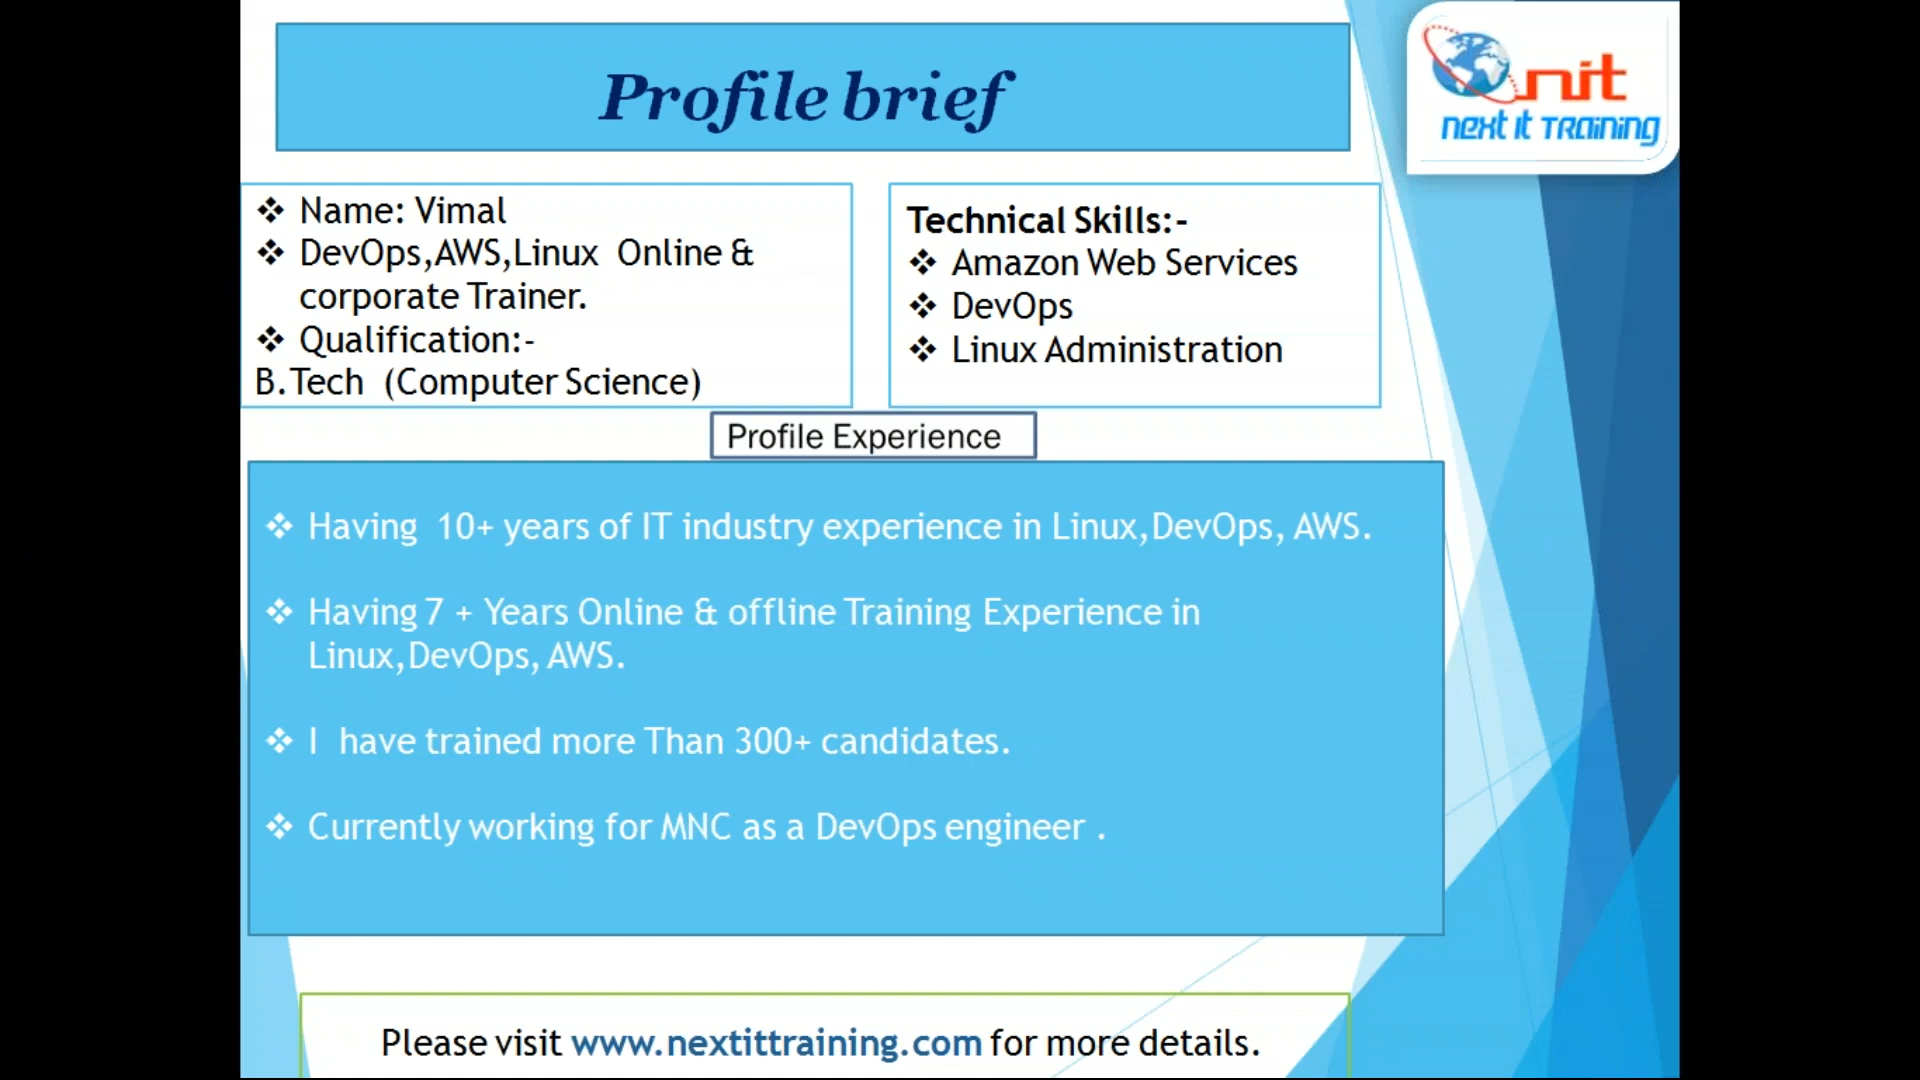 Profile brief
nit
NEXT IT TRAINING
❖ Name: Vimal
❖ DevOps,AWS,Linux Online &
corporate Trainer.
❖ Qualification:-
B.Tech (Computer Science)
Technical Skills:-
❖ Amazon Web Services
❖ DevOps
❖ Linux Administration
Profile Experience
❖ Having 10+ years of IT industry experience in Linux,DevOps, AWS.
❖ Having 7 + Years Online & offline Training Experience in
Linux,DevOps, AWS.
❖ I have trained more Than 300+ candidates.
❖ Currently working for MNC as a DevOps engineer .
Please visit www.nextittraining.com for more details.